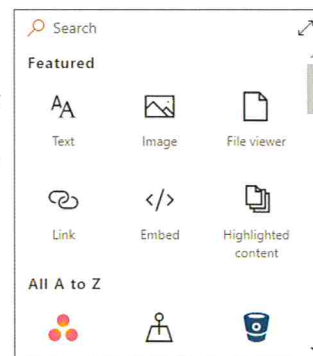 Search
Featured
Text Image File viewer
Link Embed Highlighted
content
All A to Z